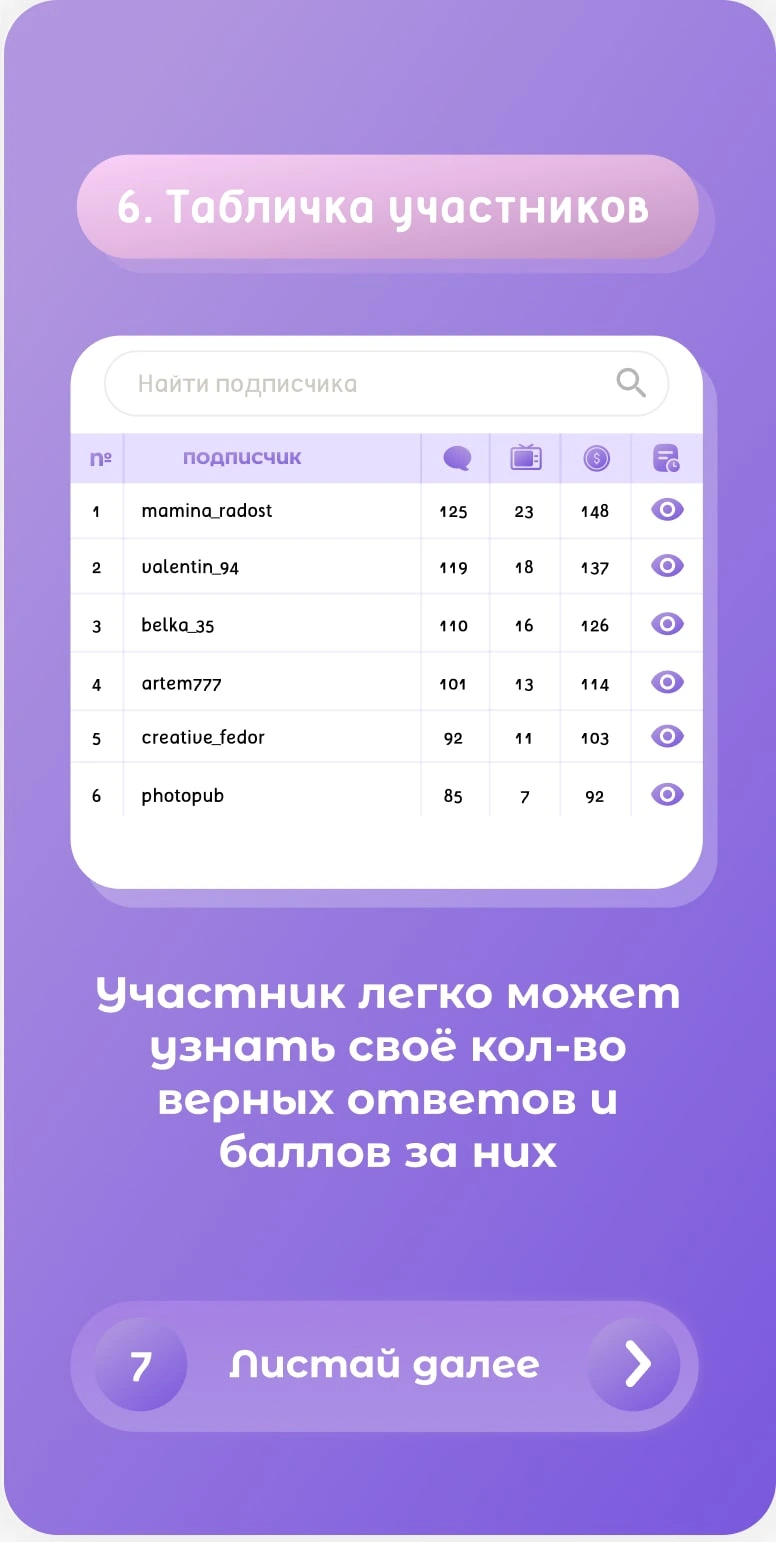 6. Табличка участников
Найти подписчика
№ подписчик
1 mamina_radost 125 23 148
2 valentin_94 119 18 137
3 belka_35 110 16 126
4 artem777 101 13 114
5 creative_fedor 92 11 103
6 photopub 85 7 92
Участник легко может
узнать своё кол-во
верных ответов и
баллов за них
7 Листай далее